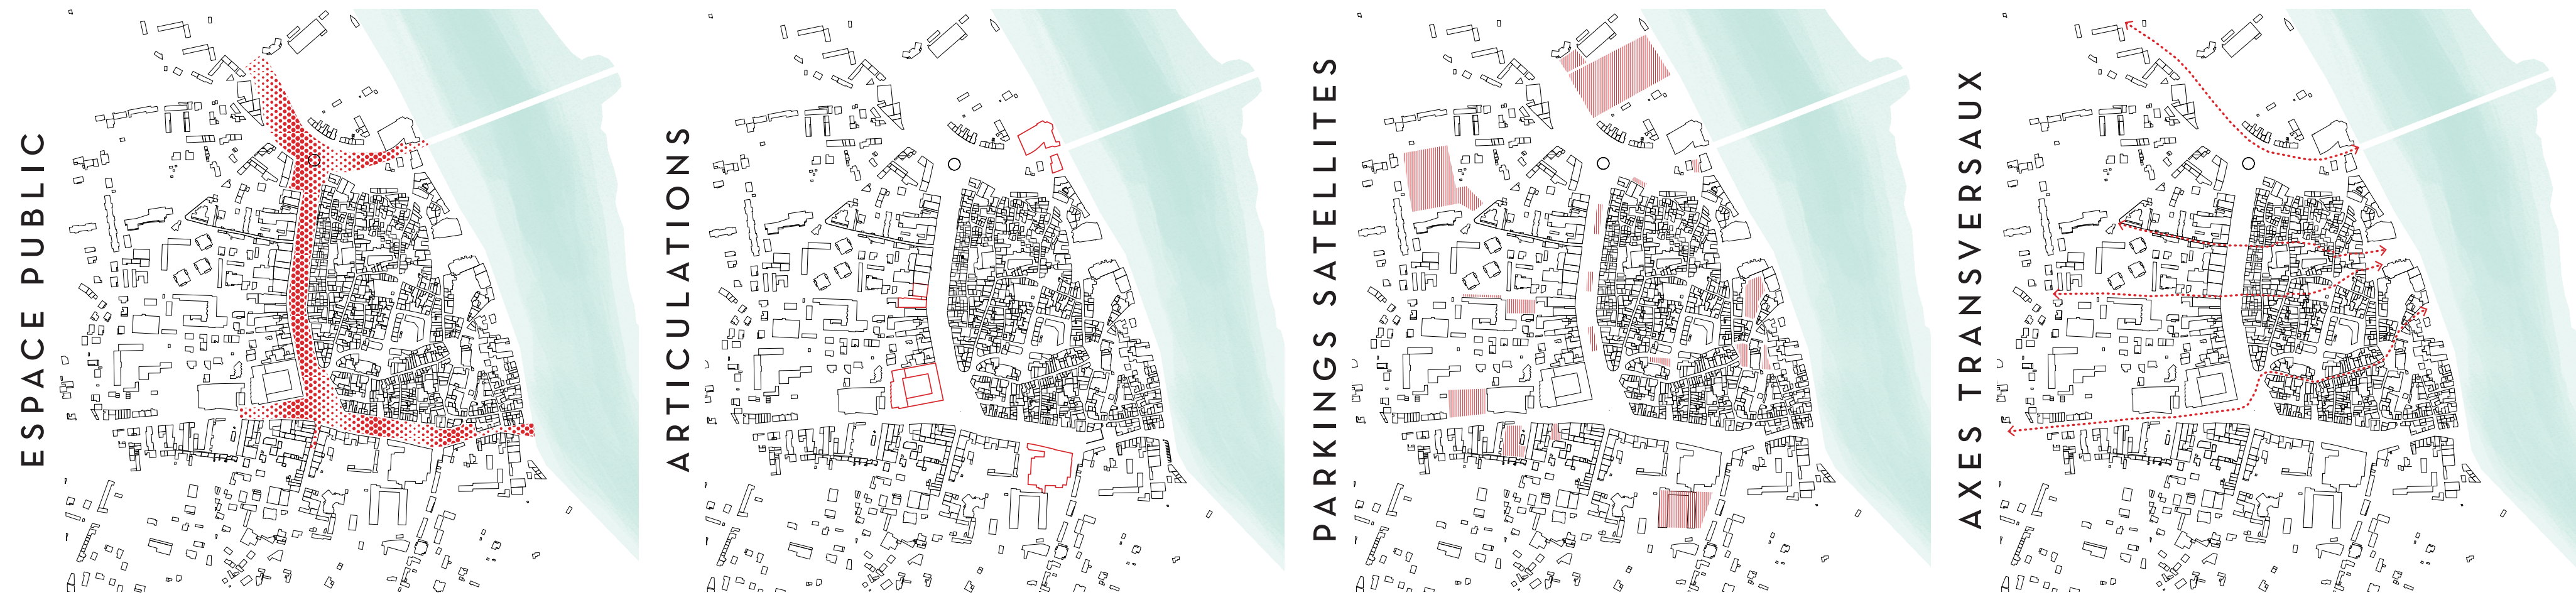 ESPACE PUBLIC
ARTICULATIONS
PARKINGS SATELLITES
AXES TRANSVERSAUX